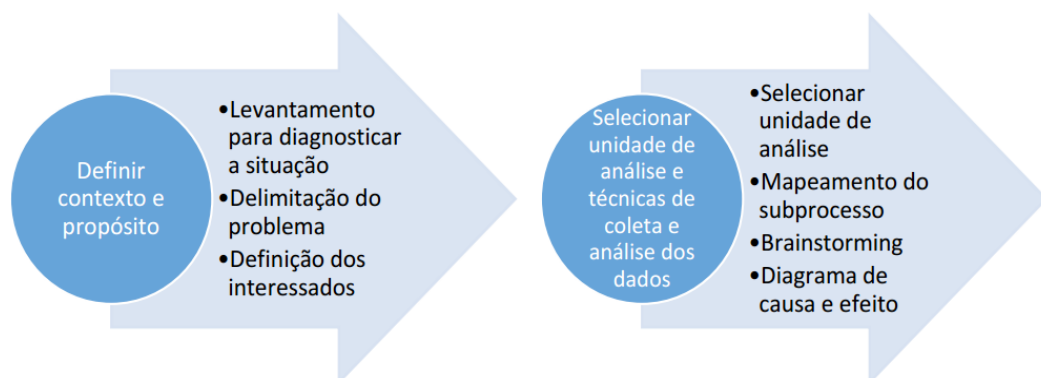 Definir
contexto e
propósito
•Levantamento
para diagnosticar
a situação
•Delimitação do
problema
•Definição dos
interessados
Selecionar
unidade de
análise e
técnicas de
coleta e
análise dos
dados
•Selecionar
unidade de
análise
•Mapeamento do
subprocesso
•Brainstorming
•Diagrama de
causa e efeito